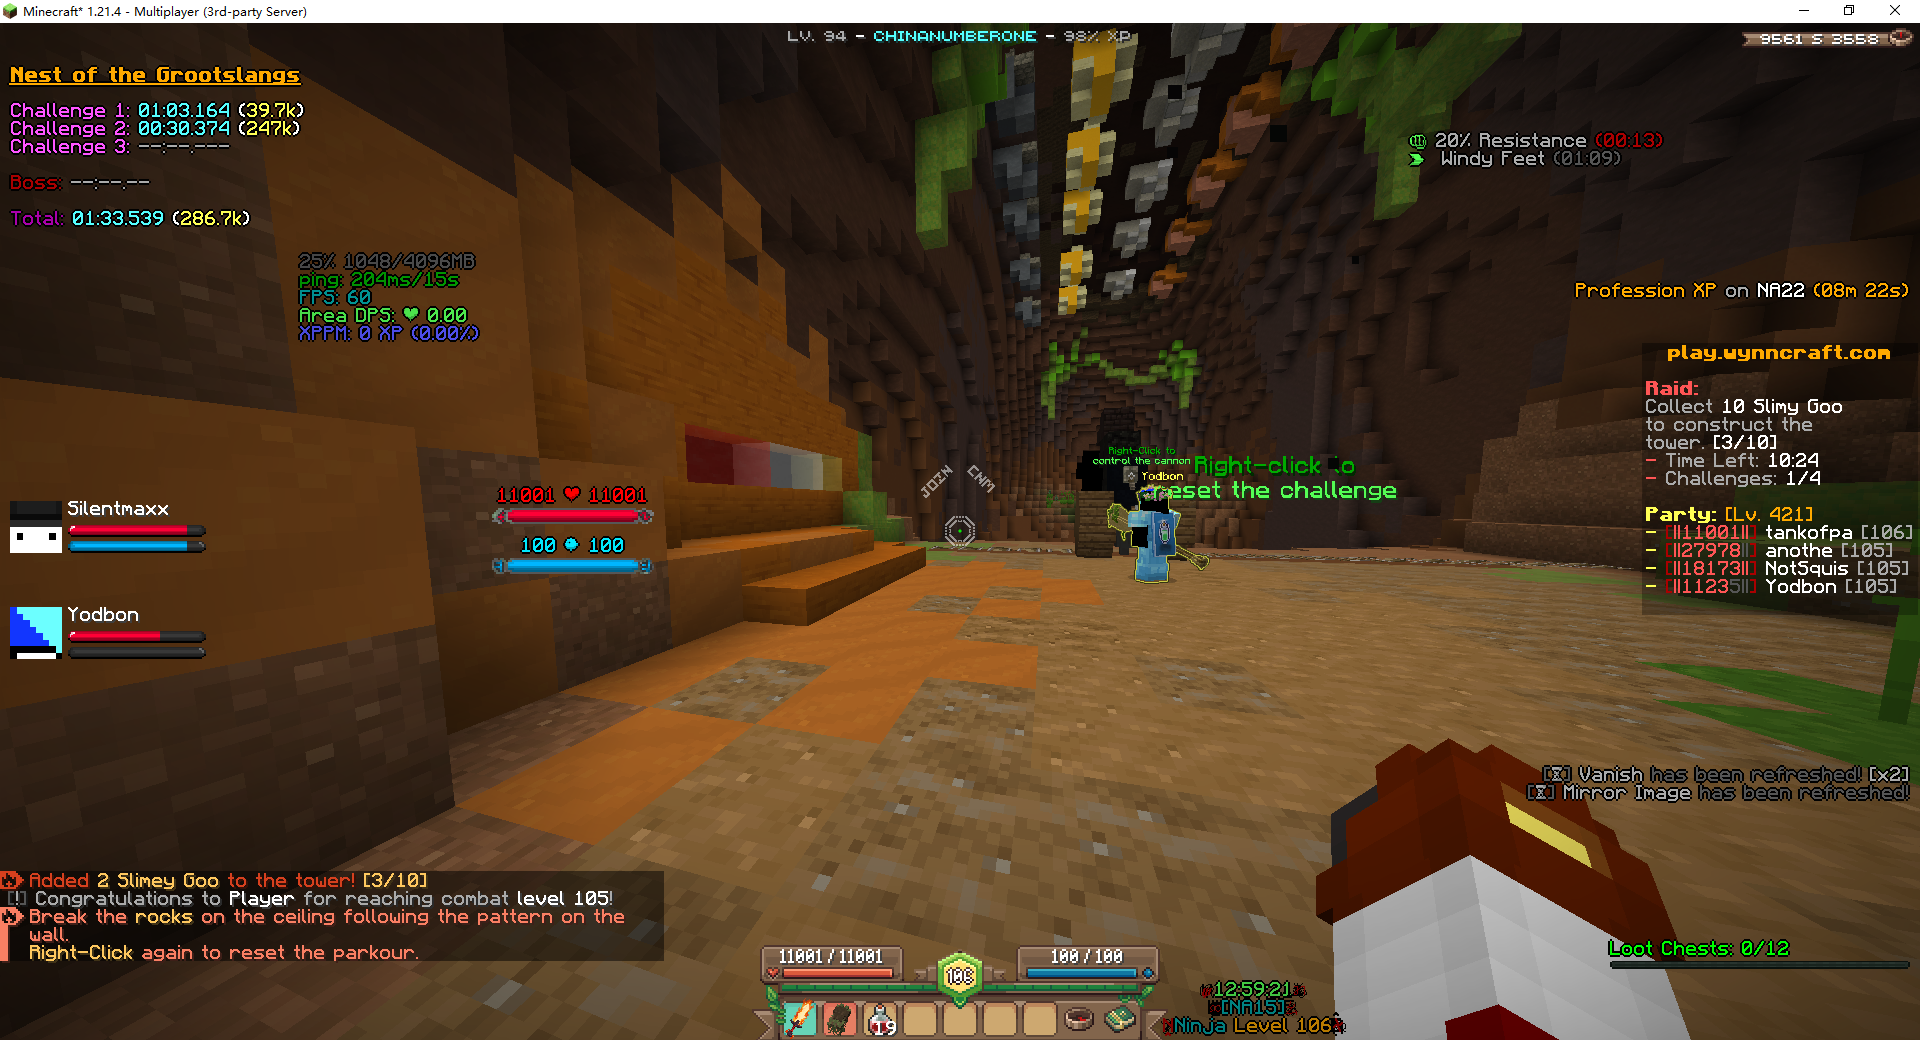 Minecraft* 1.21.4 - Multiplayer (3rd-party Server)
LV. 94 - CHINANUMBERONE - 98% XP
9561 S 3558
Nest of the Grootslangs
Challenge 1: 01:03.164 (39.7k)
Challenge 2: 00:30.374 (247k)
Challenge 3: --:--.---
Boss: --:--.--
Total: 01:33.539 (286.7k)
20% Resistance (00:13)
Windy Feet (01:09)
25% 1048/4096MB
ping: 204ms/15s
FPS: 60
Area DPS: ❤ 0.00
XPPM: 0 XP (0.00%)
Profession XP on NA22 (08m 22s)
play.wynncraft.com
Raid:
Collect 10 Slimy Goo
to construct the
tower. [3/10]
- Time Left: 10:24
- Challenges: 1/4
Party: [Lv. 421]
- [||11001||] tankofpa [106]
- [||27978||] anothe [105]
- [||18173||] NotSquis [105]
- [||11235||] Yodbon [105]
Right-Click to
control the cannon
Yodbon
Right-click to
reset the challenge
JOIN CNM
Silentmaxx
11001 ❤ 11001
100 100
Yodbon
Vanish has been refreshed! [x2]
Mirror Image has been refreshed!
Added 2 Slimey Goo to the tower! [3/10]
[!] Congratulations to Player for reaching combat level 105!
Break the rocks on the ceiling following the pattern on the
wall.
Right-Click again to reset the parkour.
Loot Chests: 0/12
11001 / 11001
106
100 / 100
19
12:59:21
[NA15]
Ninja Level 106